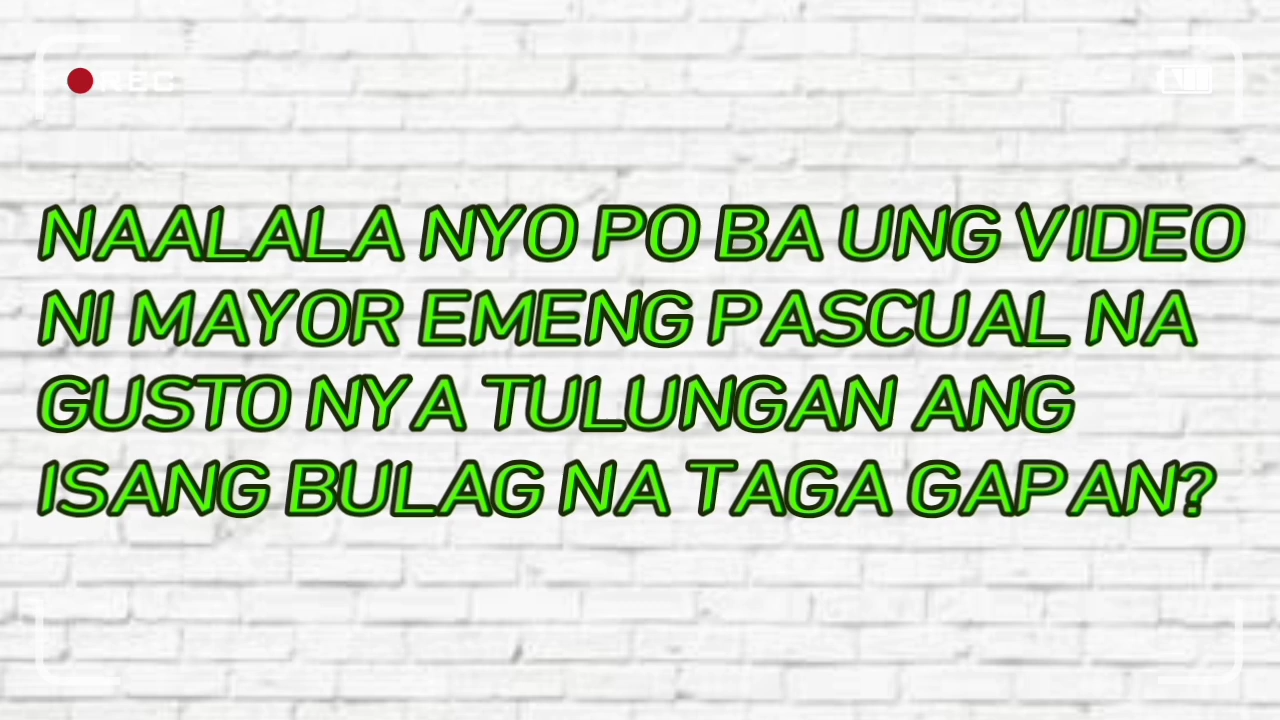 REC
NAALALA NYO PO BA UNG VIDEO
NI MAYOR EMENG PASCUAL NA
GUSTO NYA TULUNGAN ANG
ISANG BULAG NA TAGA GAPAN?